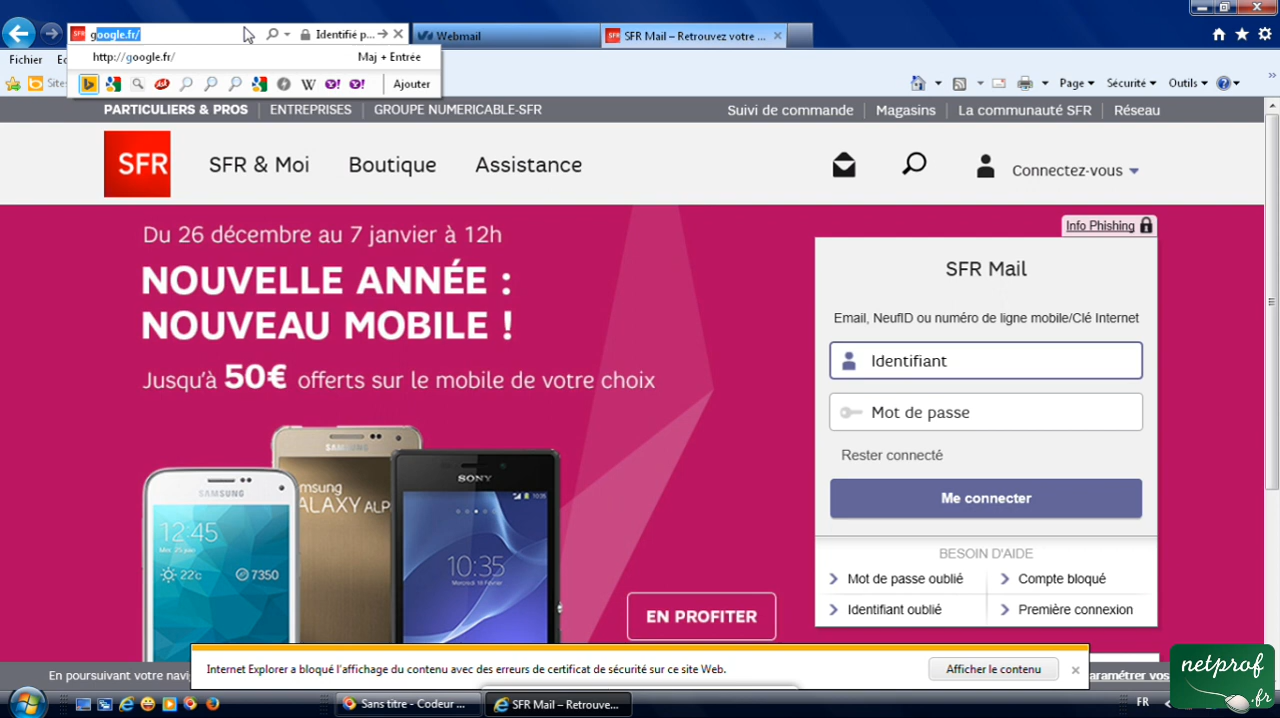 google.fr/
Identifié p...
Webmail
SFR Mail – Retrouvez votre ...
http://google.fr/
Maj + Entrée
Ajouter
Fichier
Page
Sécurité
Outils
PARTICULIERS & PROS
ENTREPRISES
GROUPE NUMERICABLE-SFR
Suivi de commande
Magasins
La communauté SFR
Réseau
SFR
SFR & Moi
Boutique
Assistance
Connectez-vous
Du 26 décembre au 7 janvier à 12h
NOUVELLE ANNÉE :
NOUVEAU MOBILE !
Jusqu'à 50€ offerts sur le mobile de votre choix
EN PROFITER
Info Phishing
SFR Mail
Email, NeufID ou numéro de ligne mobile/Clé Internet
Identifiant
Mot de passe
Rester connecté
Me connecter
BESOIN D'AIDE
Mot de passe oublié
Compte bloqué
Identifiant oublié
Première connexion
SAMSUNG
12:45
22c
7350
SAMSUNG
SONY
10:35
Internet Explorer a bloqué l'affichage du contenu avec des erreurs de certificat de sécurité sur ce site Web.
Afficher le contenu
En poursuivant votre
Sans titre - Codeur ...
SFR Mail – Retrouve...
FR
netprof
.fr